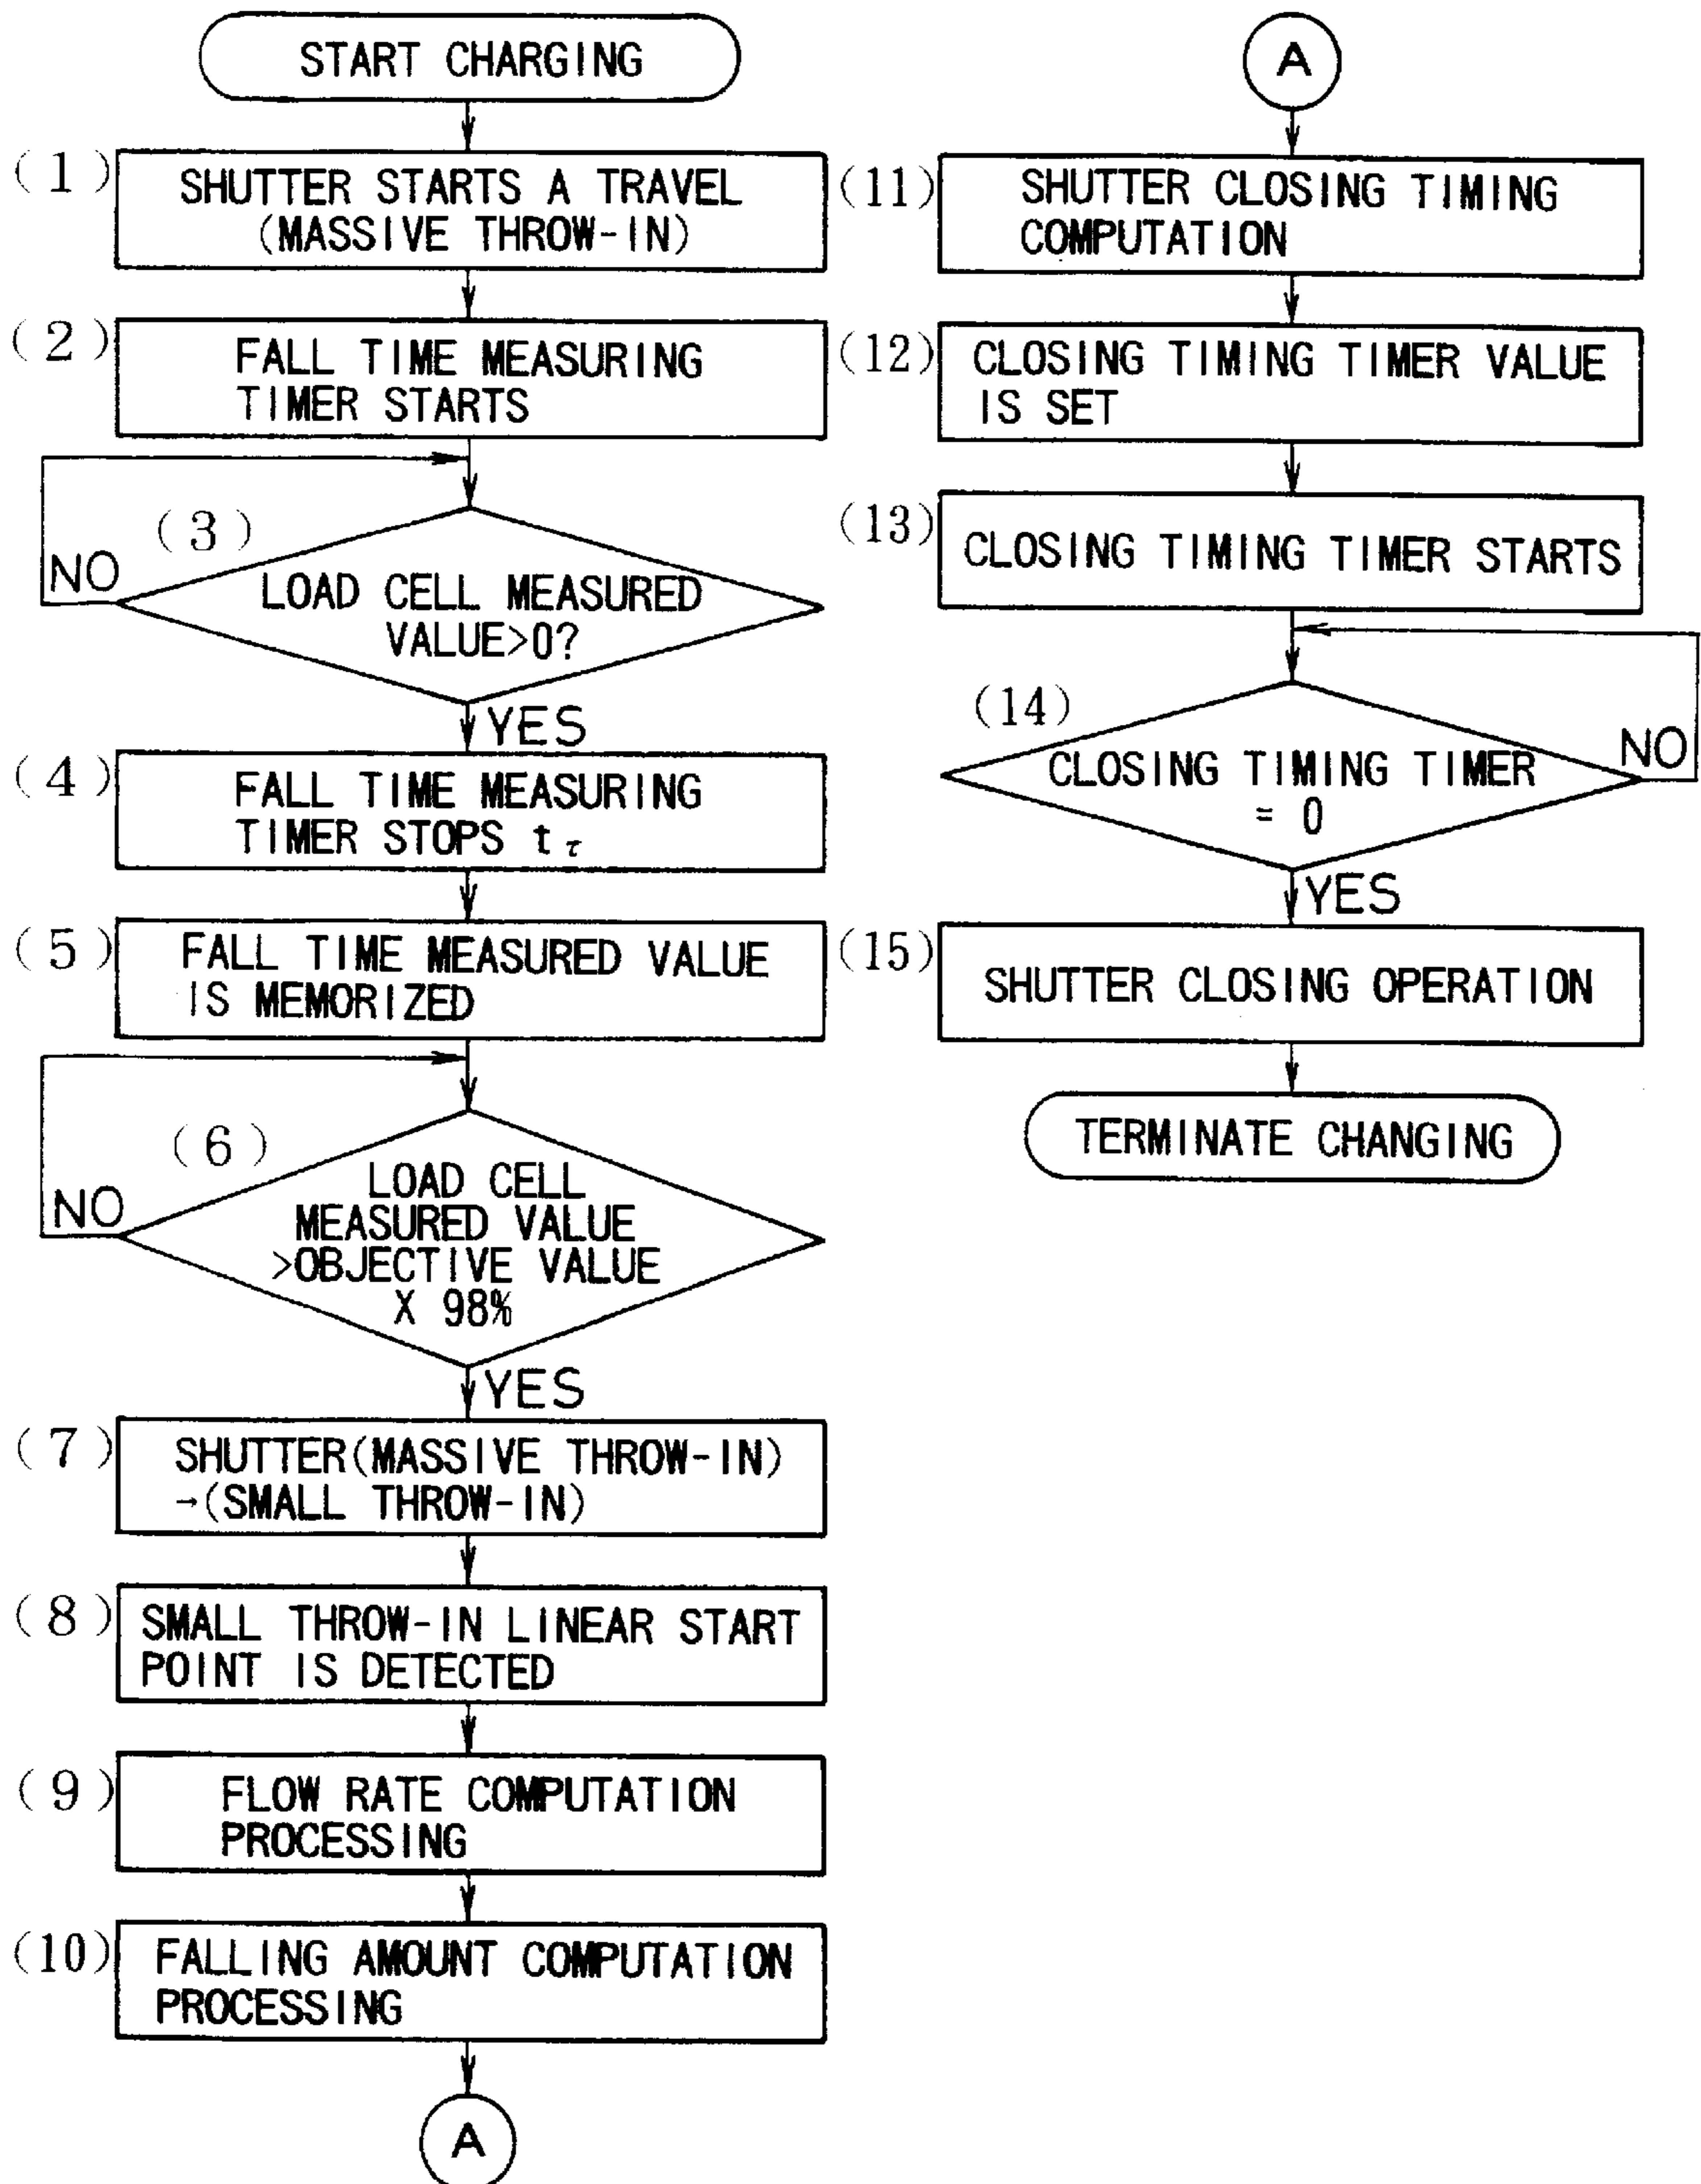 START CHARGING
(1)
SHUTTER STARTS A TRAVEL
(MASSIVE THROW-IN)
(2)
FALL TIME MEASURING
TIMER STARTS
(3)
NO
LOAD CELL MEASURED
VALUE>0?
YES
(4)
FALL TIME MEASURING
TIMER STOPS tτ
(5)
FALL TIME MEASURED VALUE
IS MEMORIZED
(6)
NO
LOAD CELL
MEASURED VALUE
>OBJECTIVE VALUE
X 98%
YES
(7)
SHUTTER(MASSIVE THROW-IN)
→(SMALL THROW-IN)
(8)
SMALL THROW-IN LINEAR START
POINT IS DETECTED
(9)
FLOW RATE COMPUTATION
PROCESSING
(10)
FALLING AMOUNT COMPUTATION
PROCESSING
A
A
(11)
SHUTTER CLOSING TIMING
COMPUTATION
(12)
CLOSING TIMING TIMER VALUE
IS SET
(13)
CLOSING TIMING TIMER STARTS
(14)
NO
CLOSING TIMING TIMER
= 0
YES
(15)
SHUTTER CLOSING OPERATION
TERMINATE CHANGING